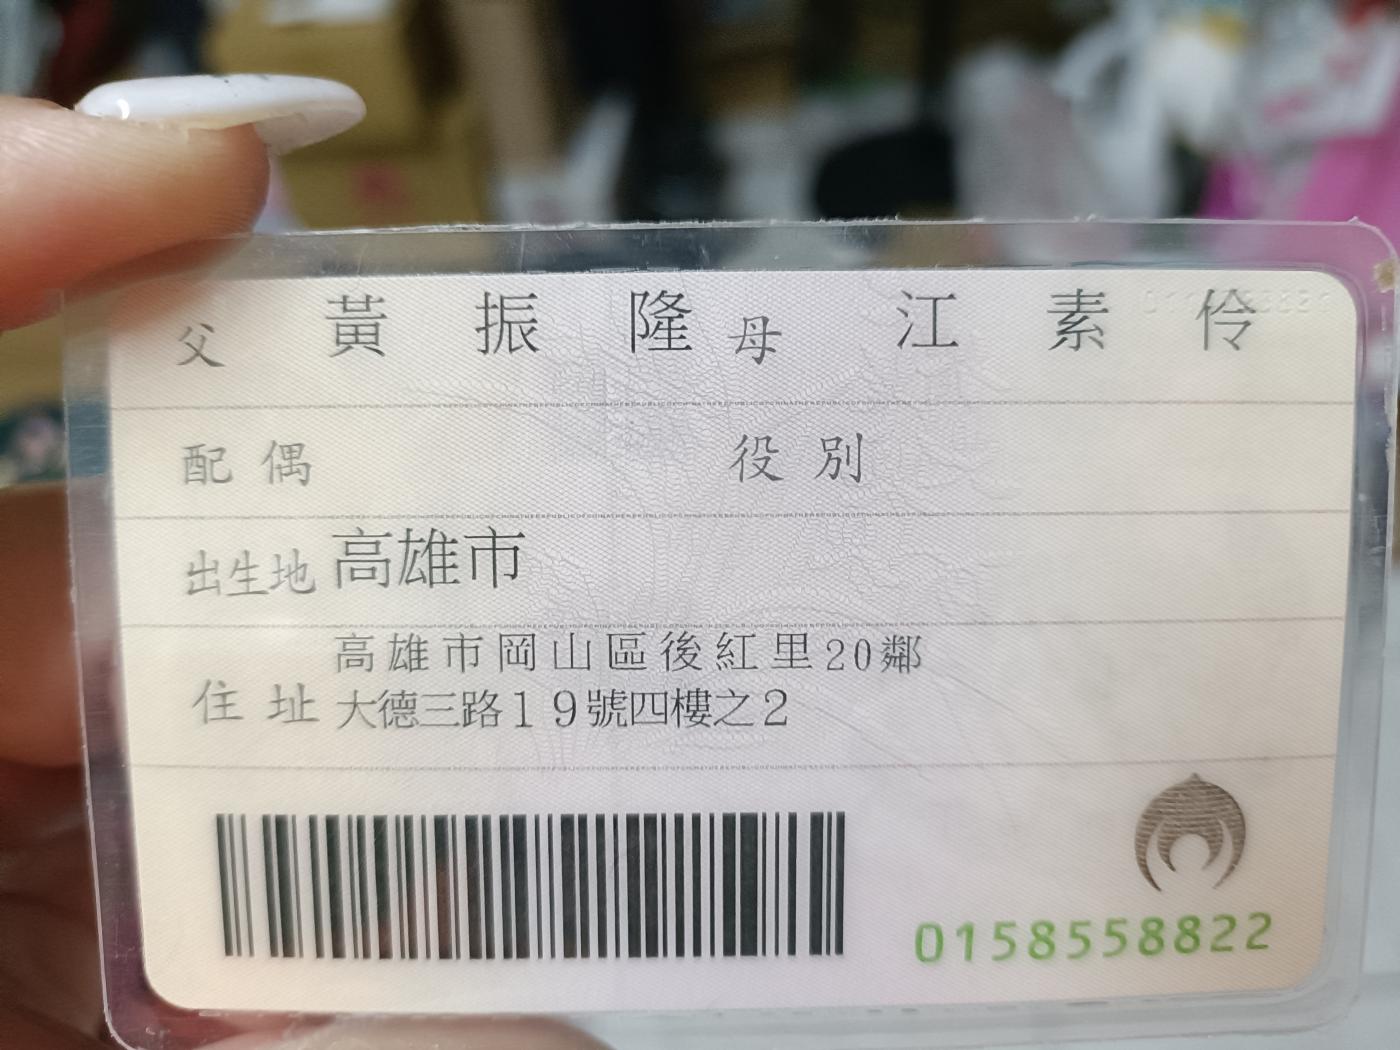 父 黃振隆 母 江素伶
配偶 役別
出生地 高雄市
高雄市岡山區後紅里20鄰
住址 大德三路19號四樓之2
0158558822